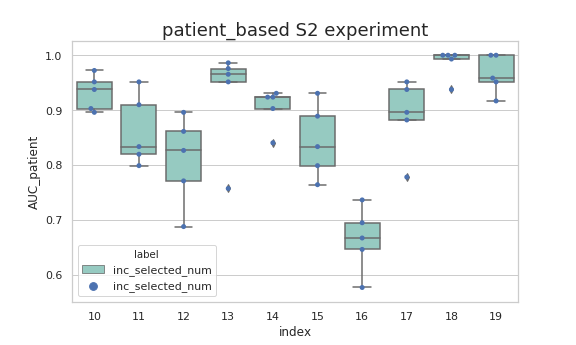 patient_based S2 experiment
1.0
0.9
0.8
0.7
0.6
AUC_patient
label
inc_selected_num
inc_selected_num
10 11 12 13 14 15 16 17 18 19
index